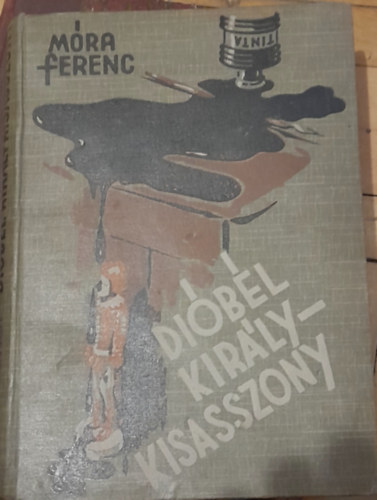 MÓRA
FERENC
TINTA
DIÓBÉL
KIRÁLY-
KISASSZONY